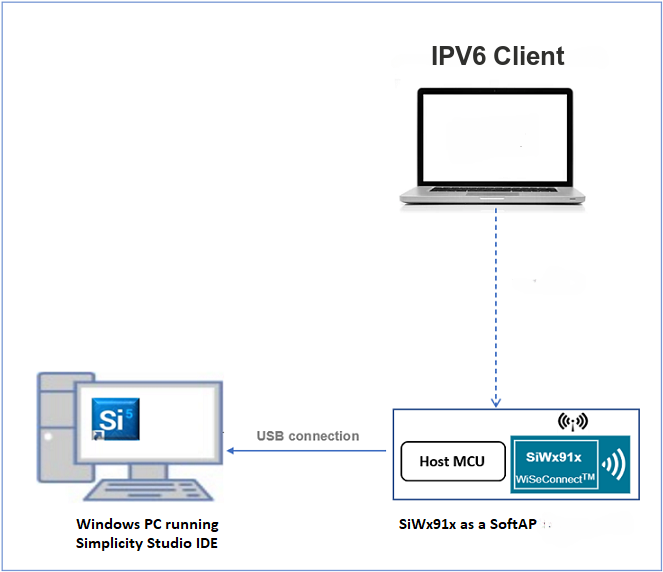 IPV6 Client
Si 5
USB connection
Host MCU
SiWx91x
WiSeConnect™
Windows PC running
Simplicity Studio IDE
SiWx91x as a SoftAP